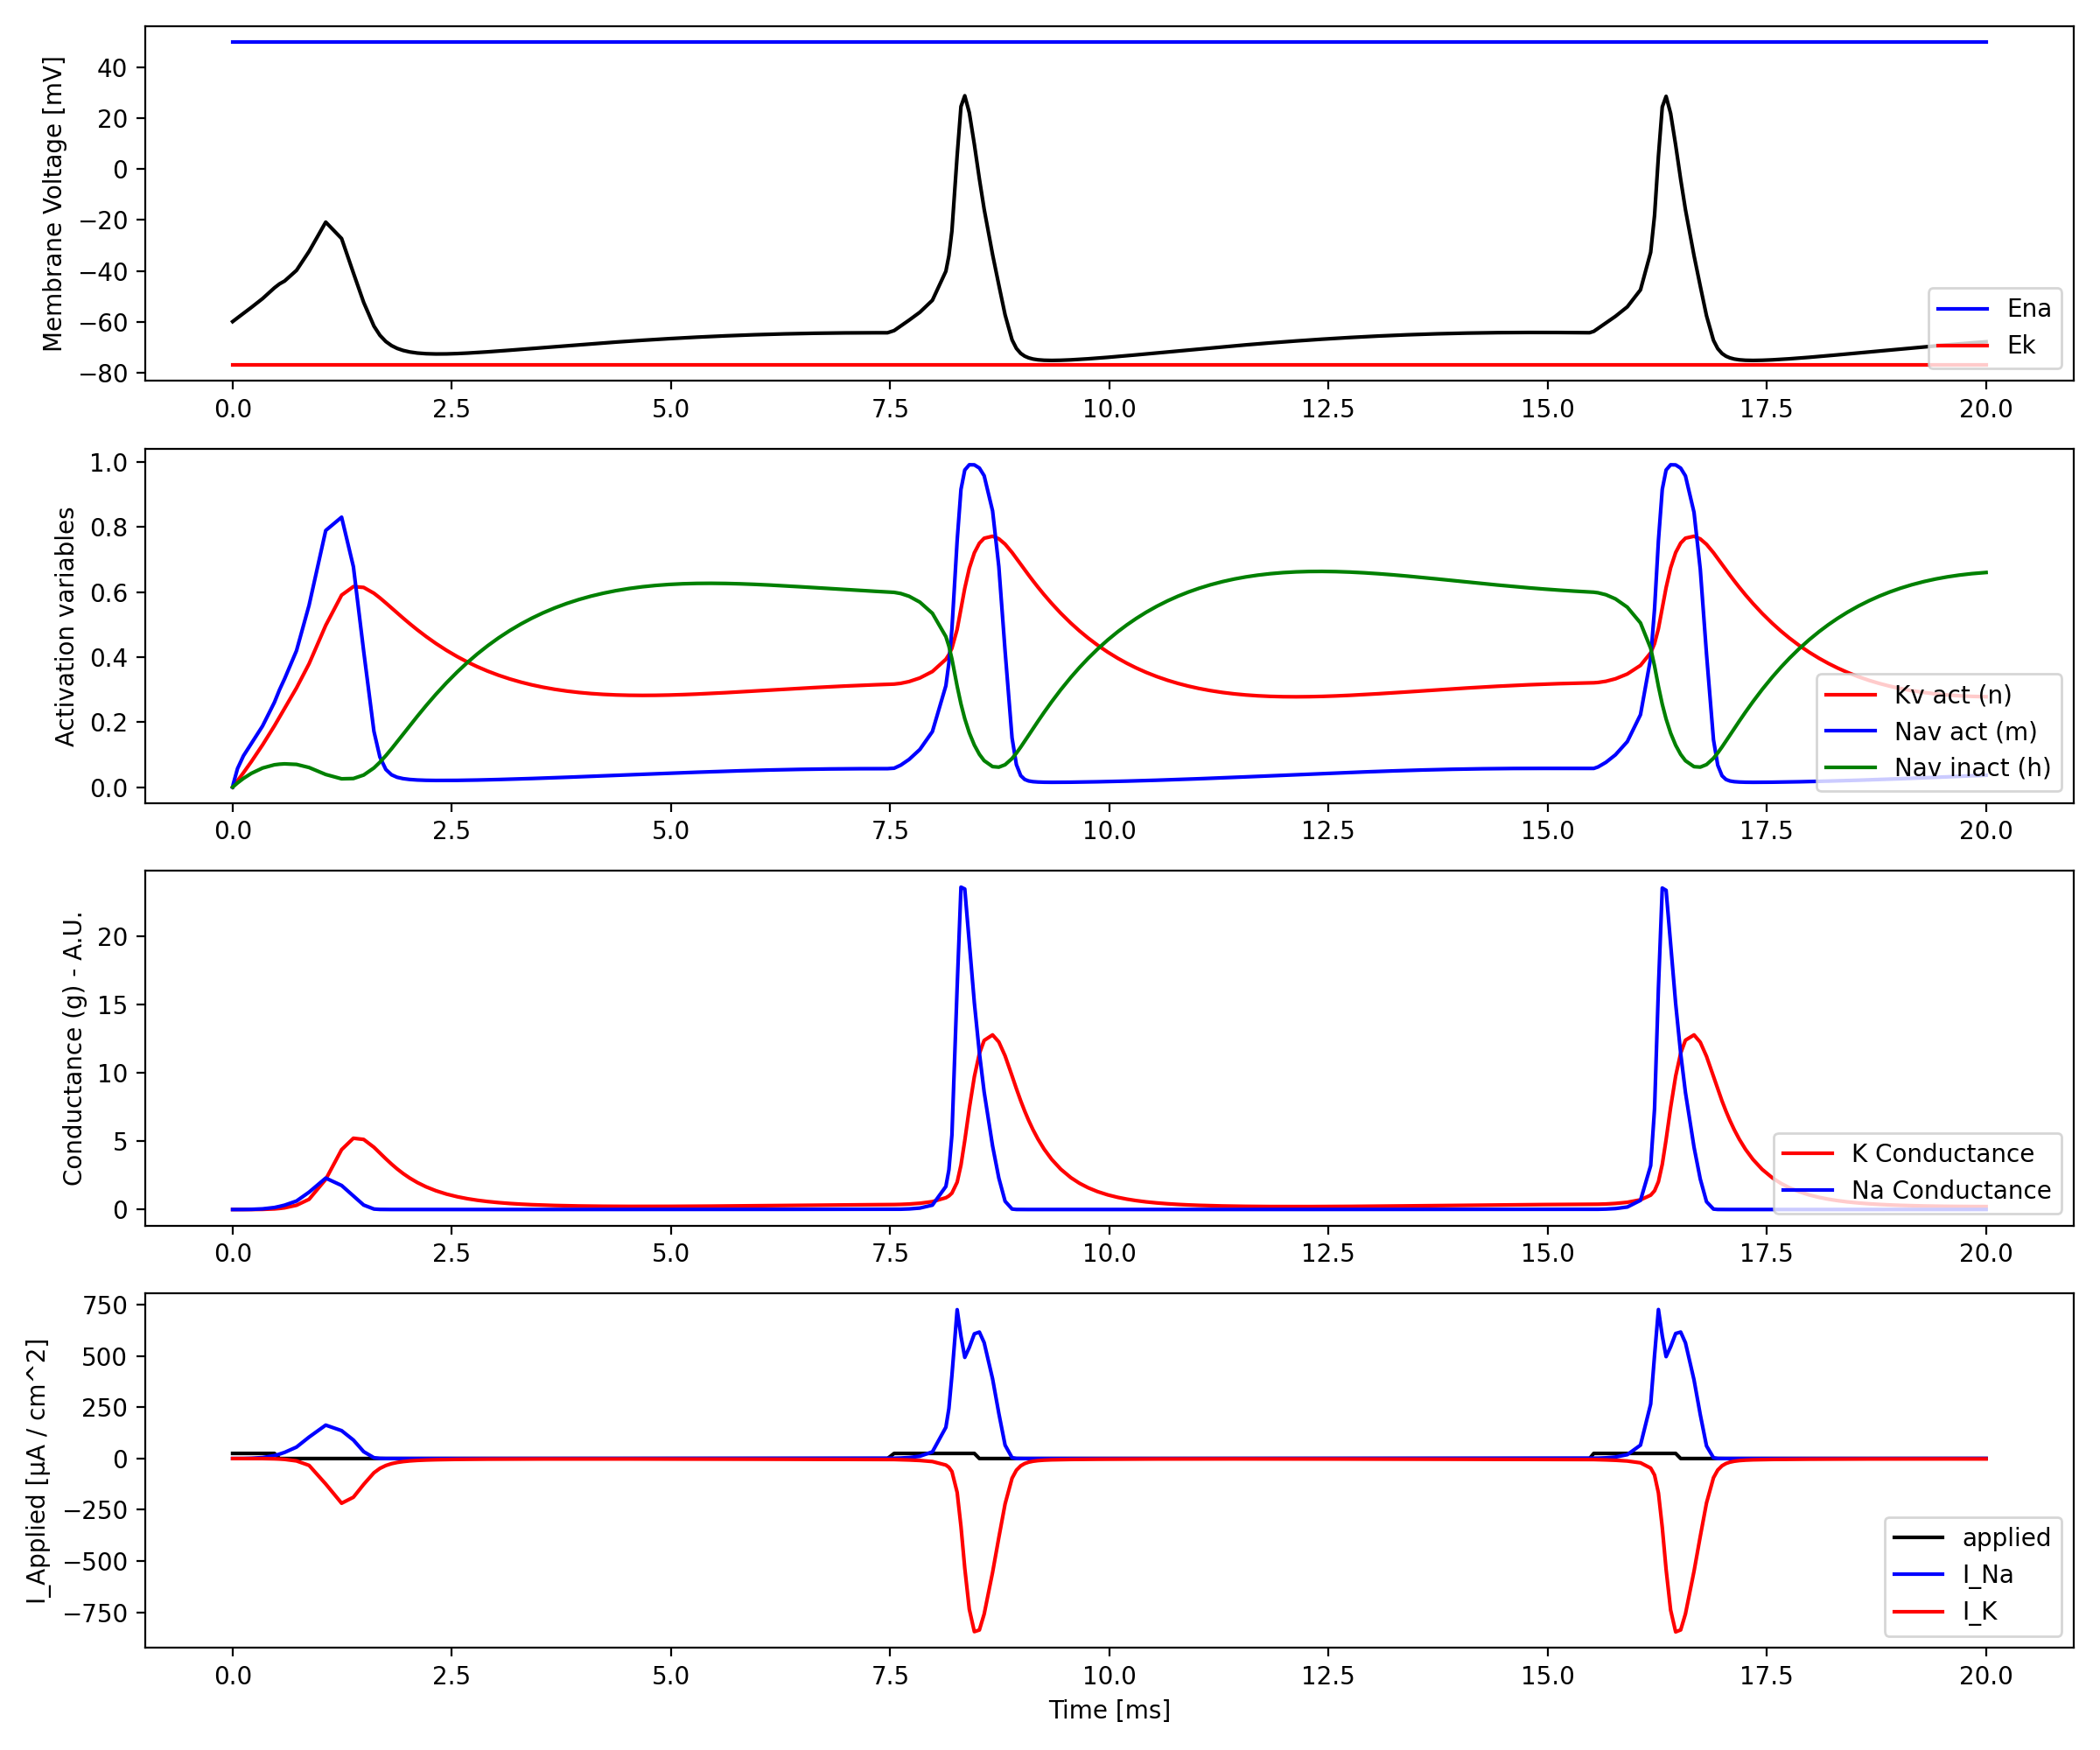 Membrane Voltage [mV]
40
20
0
−20
−40
−60
−80
Ena
Ek
0.0 2.5 5.0 7.5 10.0 12.5 15.0 17.5 20.0
Activation variables
1.0
0.8
0.6
0.4
0.2
0.0
Kv act (n)
Nav act (m)
Nav inact (h)
0.0 2.5 5.0 7.5 10.0 12.5 15.0 17.5 20.0
Conductance (g) - A.U.
20
15
10
5
0
K Conductance
Na Conductance
0.0 2.5 5.0 7.5 10.0 12.5 15.0 17.5 20.0
I_Applied [μA / cm^2]
750
500
250
0
−250
−500
−750
applied
I_Na
I_K
0.0 2.5 5.0 7.5 10.0 12.5 15.0 17.5 20.0
Time [ms]